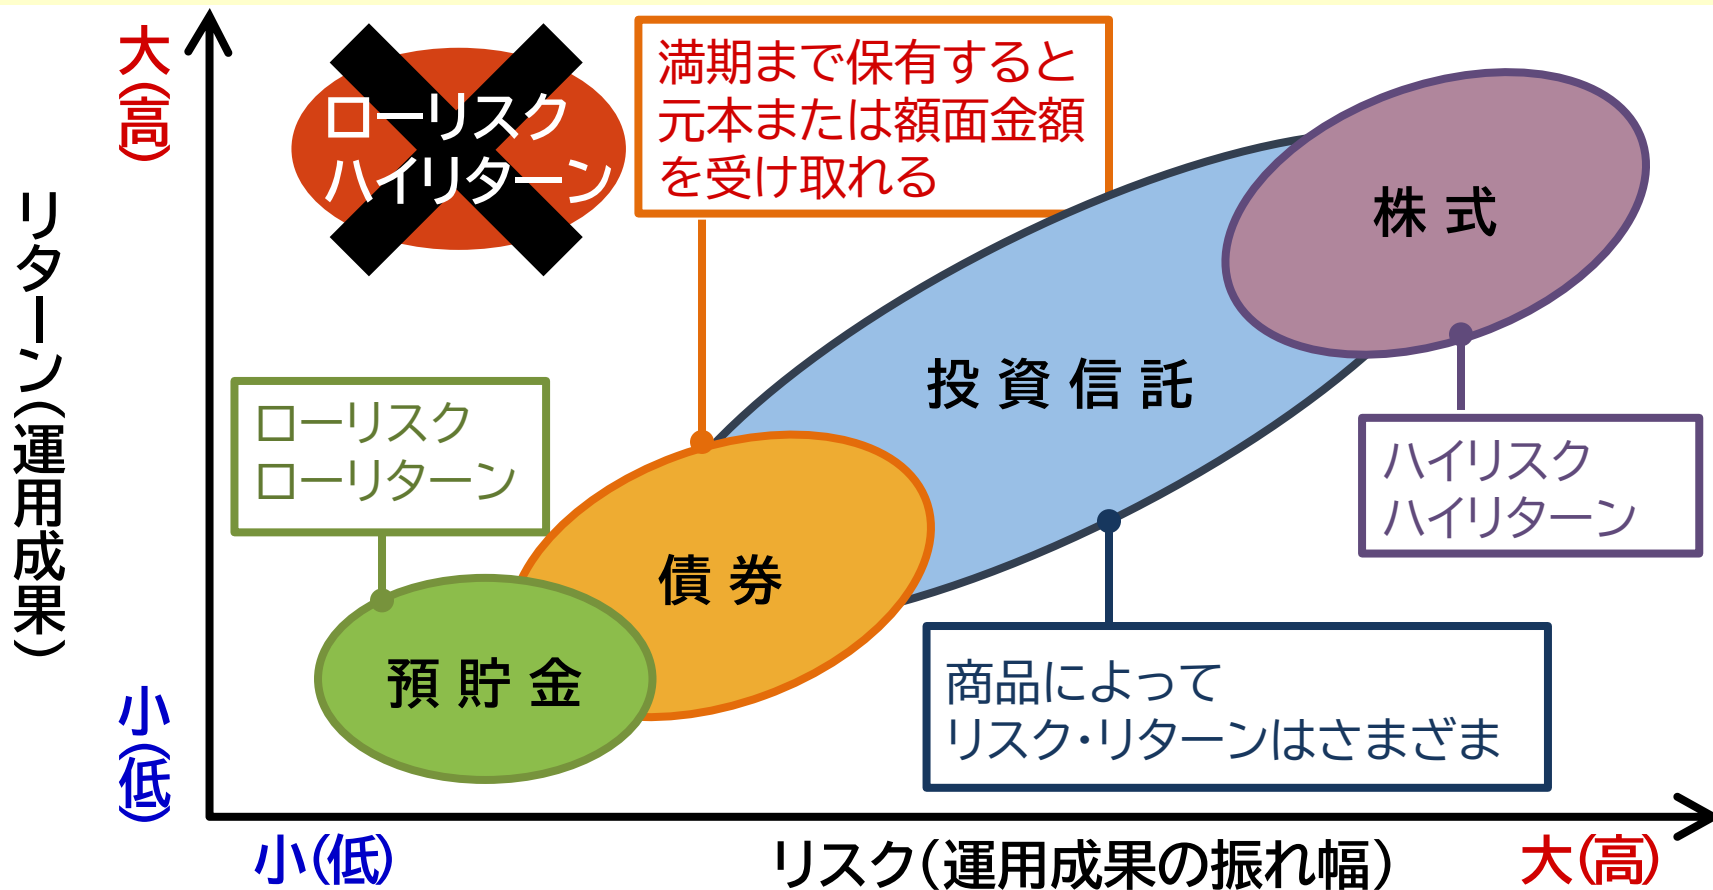 大(高)
ローリスク
ハイリターン
満期まで保有すると
元本または額面金額
を受け取れる
株式
リターン(運用成果)
投資信託
ローリスク
ローリターン
ハイリスク
ハイリターン
債券
預貯金
商品によって
リスク・リターンはさまざま
小(低)
小(低)
リスク(運用成果の振れ幅)
大(高)